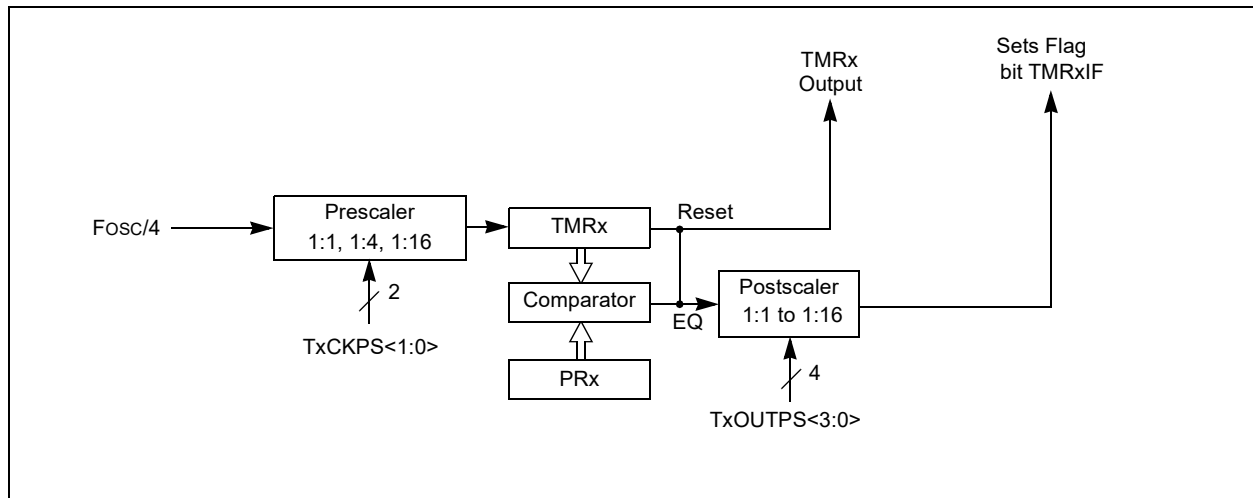 TMRx
Output
Sets Flag
bit TMRxIF
Fosc/4
Prescaler
1:1, 1:4, 1:16
2
TxCKPS<1:0>
TMRx
Reset
Comparator
EQ
PRx
Postscaler
1:1 to 1:16
4
TxOUTPS<3:0>